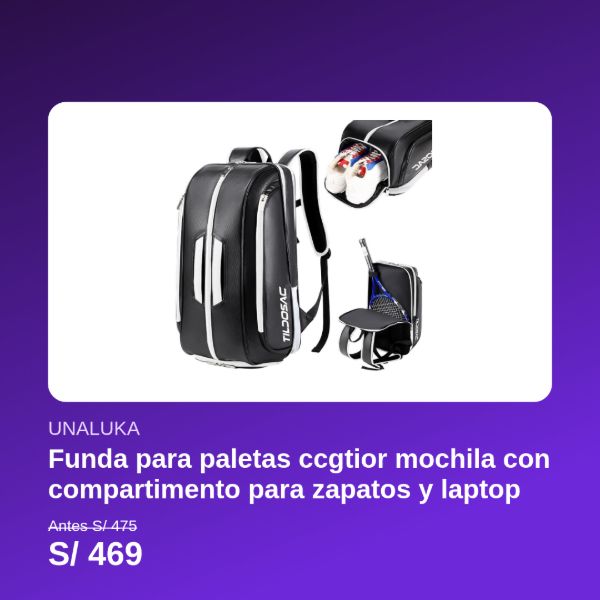 TILDOSAC
UNALUKA
Funda para paletas ccgtior mochila con
compartimento para zapatos y laptop
Antes S/ 475
S/ 469